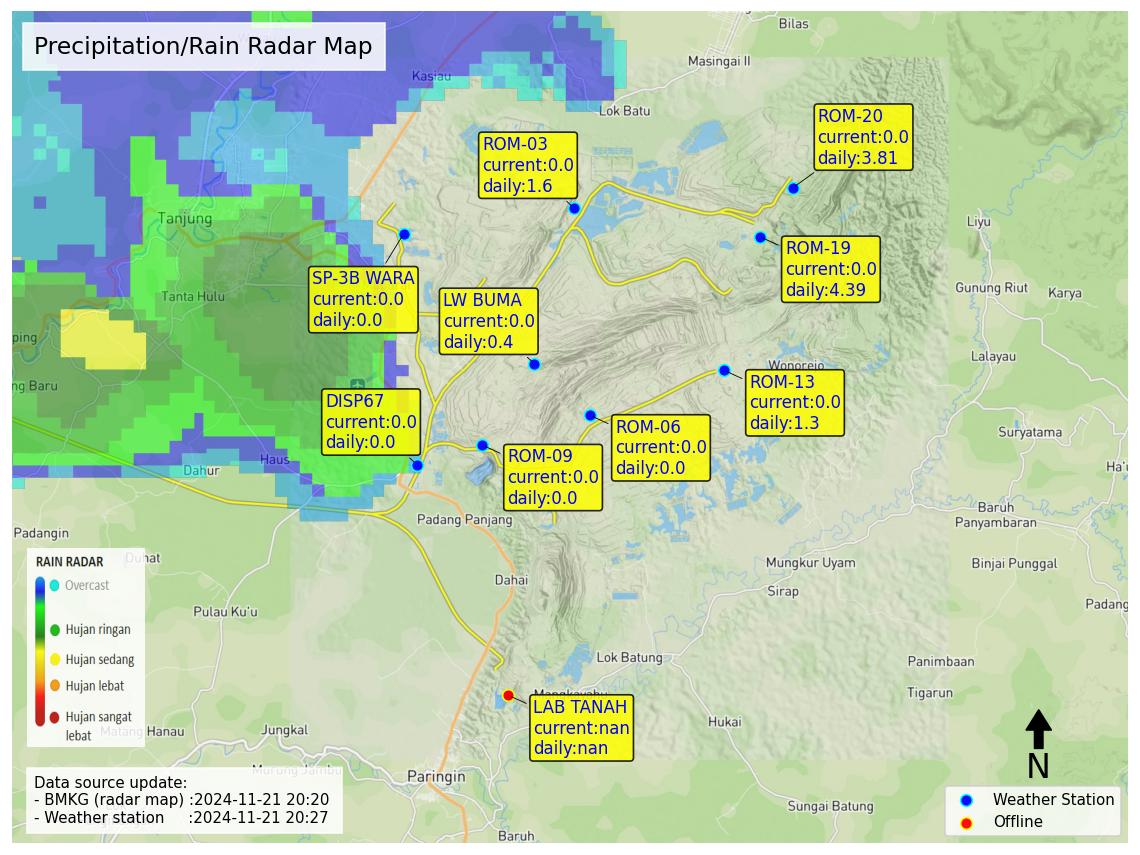 Precipitation/Rain Radar Map
Bilas
Masingai II
Kasiau
Lok Batu
ROM-20
current:0.0
daily:3.81
ROM-03
current:0.0
daily:1.6
Tanjung
Liyu
ROM-19
current:0.0
daily:4.39
SP-3B WARA
current:0.0
daily:0.0
Tanta Hulu
LW BUMA
current:0.0
daily:0.4
Gunung Riut
Karya
ping
Lalayau
Wonorejo
ng Baru
ROM-13
current:0.0
daily:1.3
DISP67
current:0.0
daily:0.0
ROM-06
current:0.0
daily:0.0
Suryatama
ROM-09
current:0.0
daily:0.0
Haus
Dahur
Ha'u
Baruh
Panyambaran
Padang Panjang
Padangin
Duhat
Mungkur Uyam
Binjai Punggal
Dahai
Sirap
Padang
Pulau Ku'u
RAIN RADAR
Overcast
Hujan ringan
Hujan sedang
Hujan lebat
Hujan sangat
lebat
Lok Batung
Panimbaan
Tigarun
Mangkayahu
LAB TANAH
current:nan
daily:nan
Hukai
Matang Hanau
Jungkal
Murung Jambu
Paringin
N
Data source update:
- BMKG (radar map) :2024-11-21 20:20
- Weather station :2024-11-21 20:27
Sungai Batung
Baruh
Weather Station
Offline